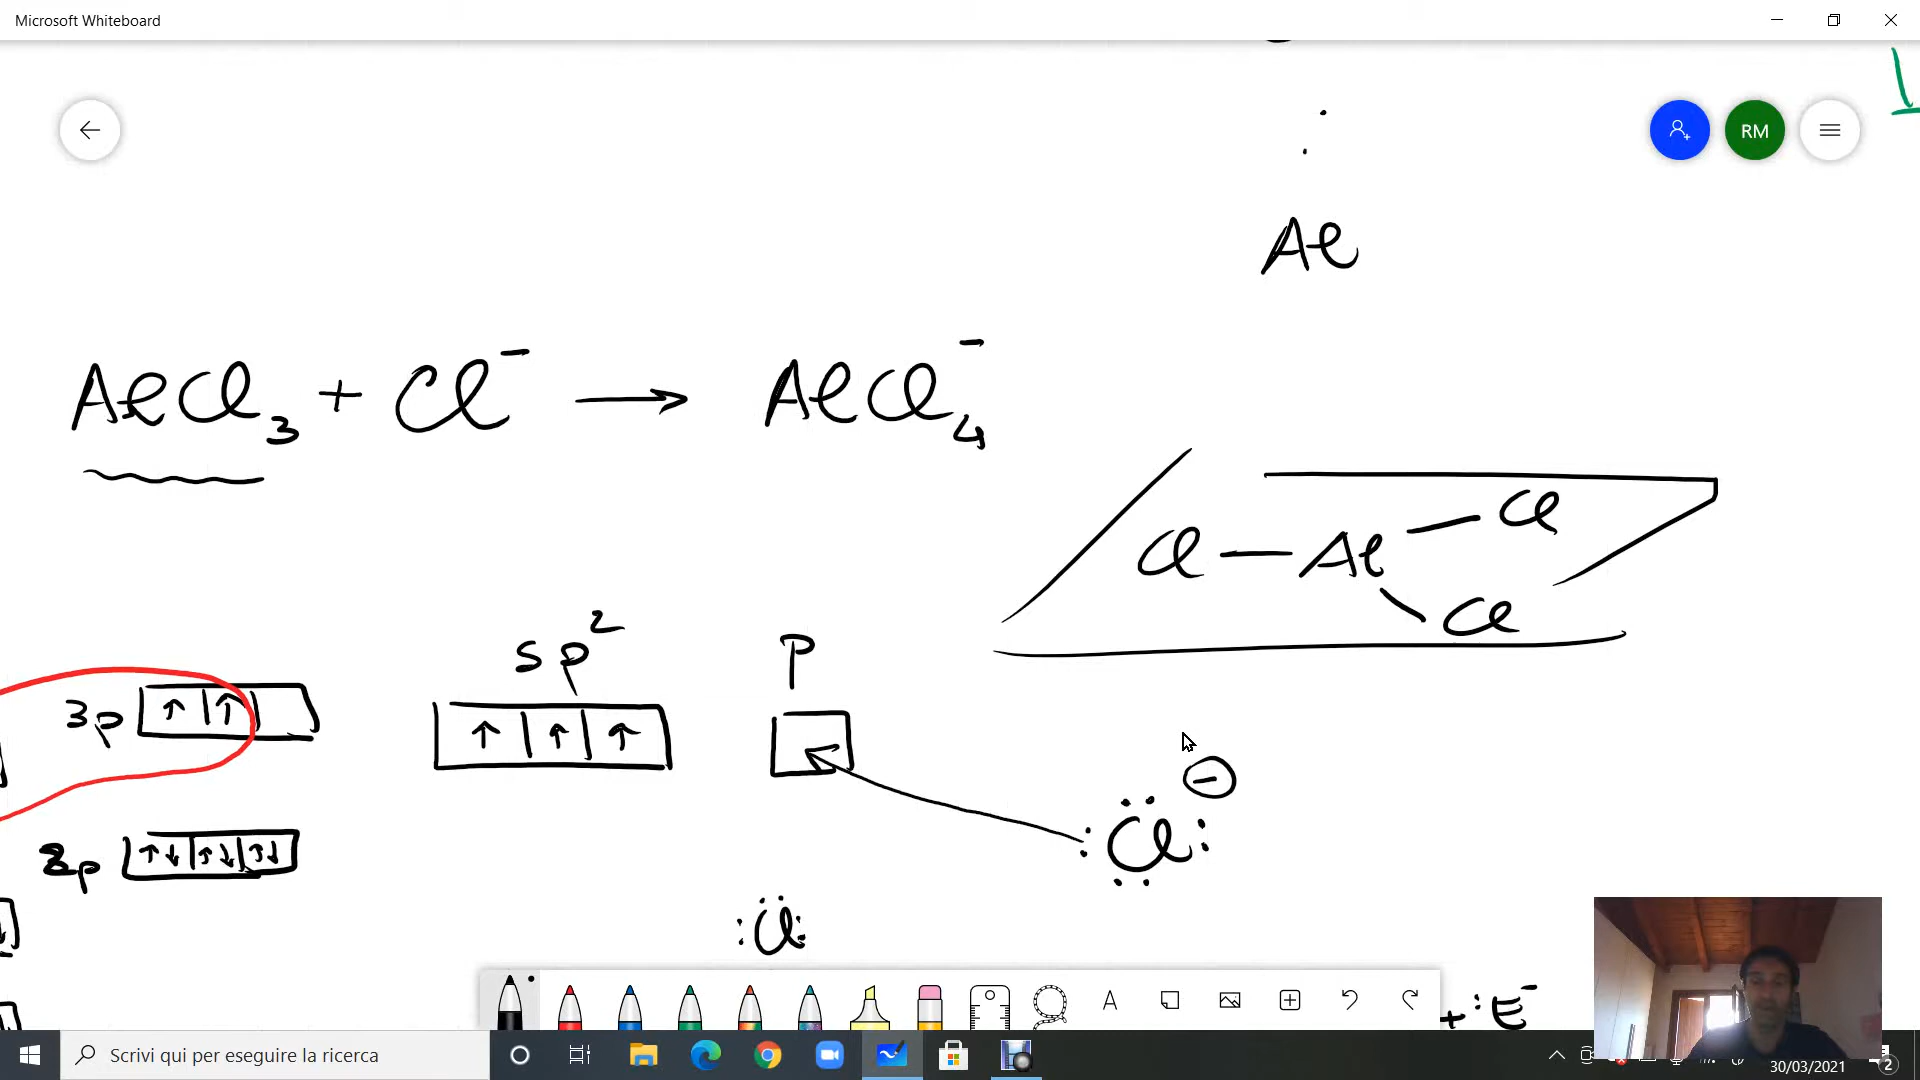 Microsoft Whiteboard
RM
Al
AlCl₃ + Cl⁻ → AlCl₄⁻
Cl — Al — Cl
Cl
sp² p
3p ↑ ↑
↑ ↑ ↑
−
:Cl:
2p ↑↓ ↑↓ ↑↓
:Cl:
A
+ :E⁻
Scrivi qui per eseguire la ricerca
30/03/2021
2